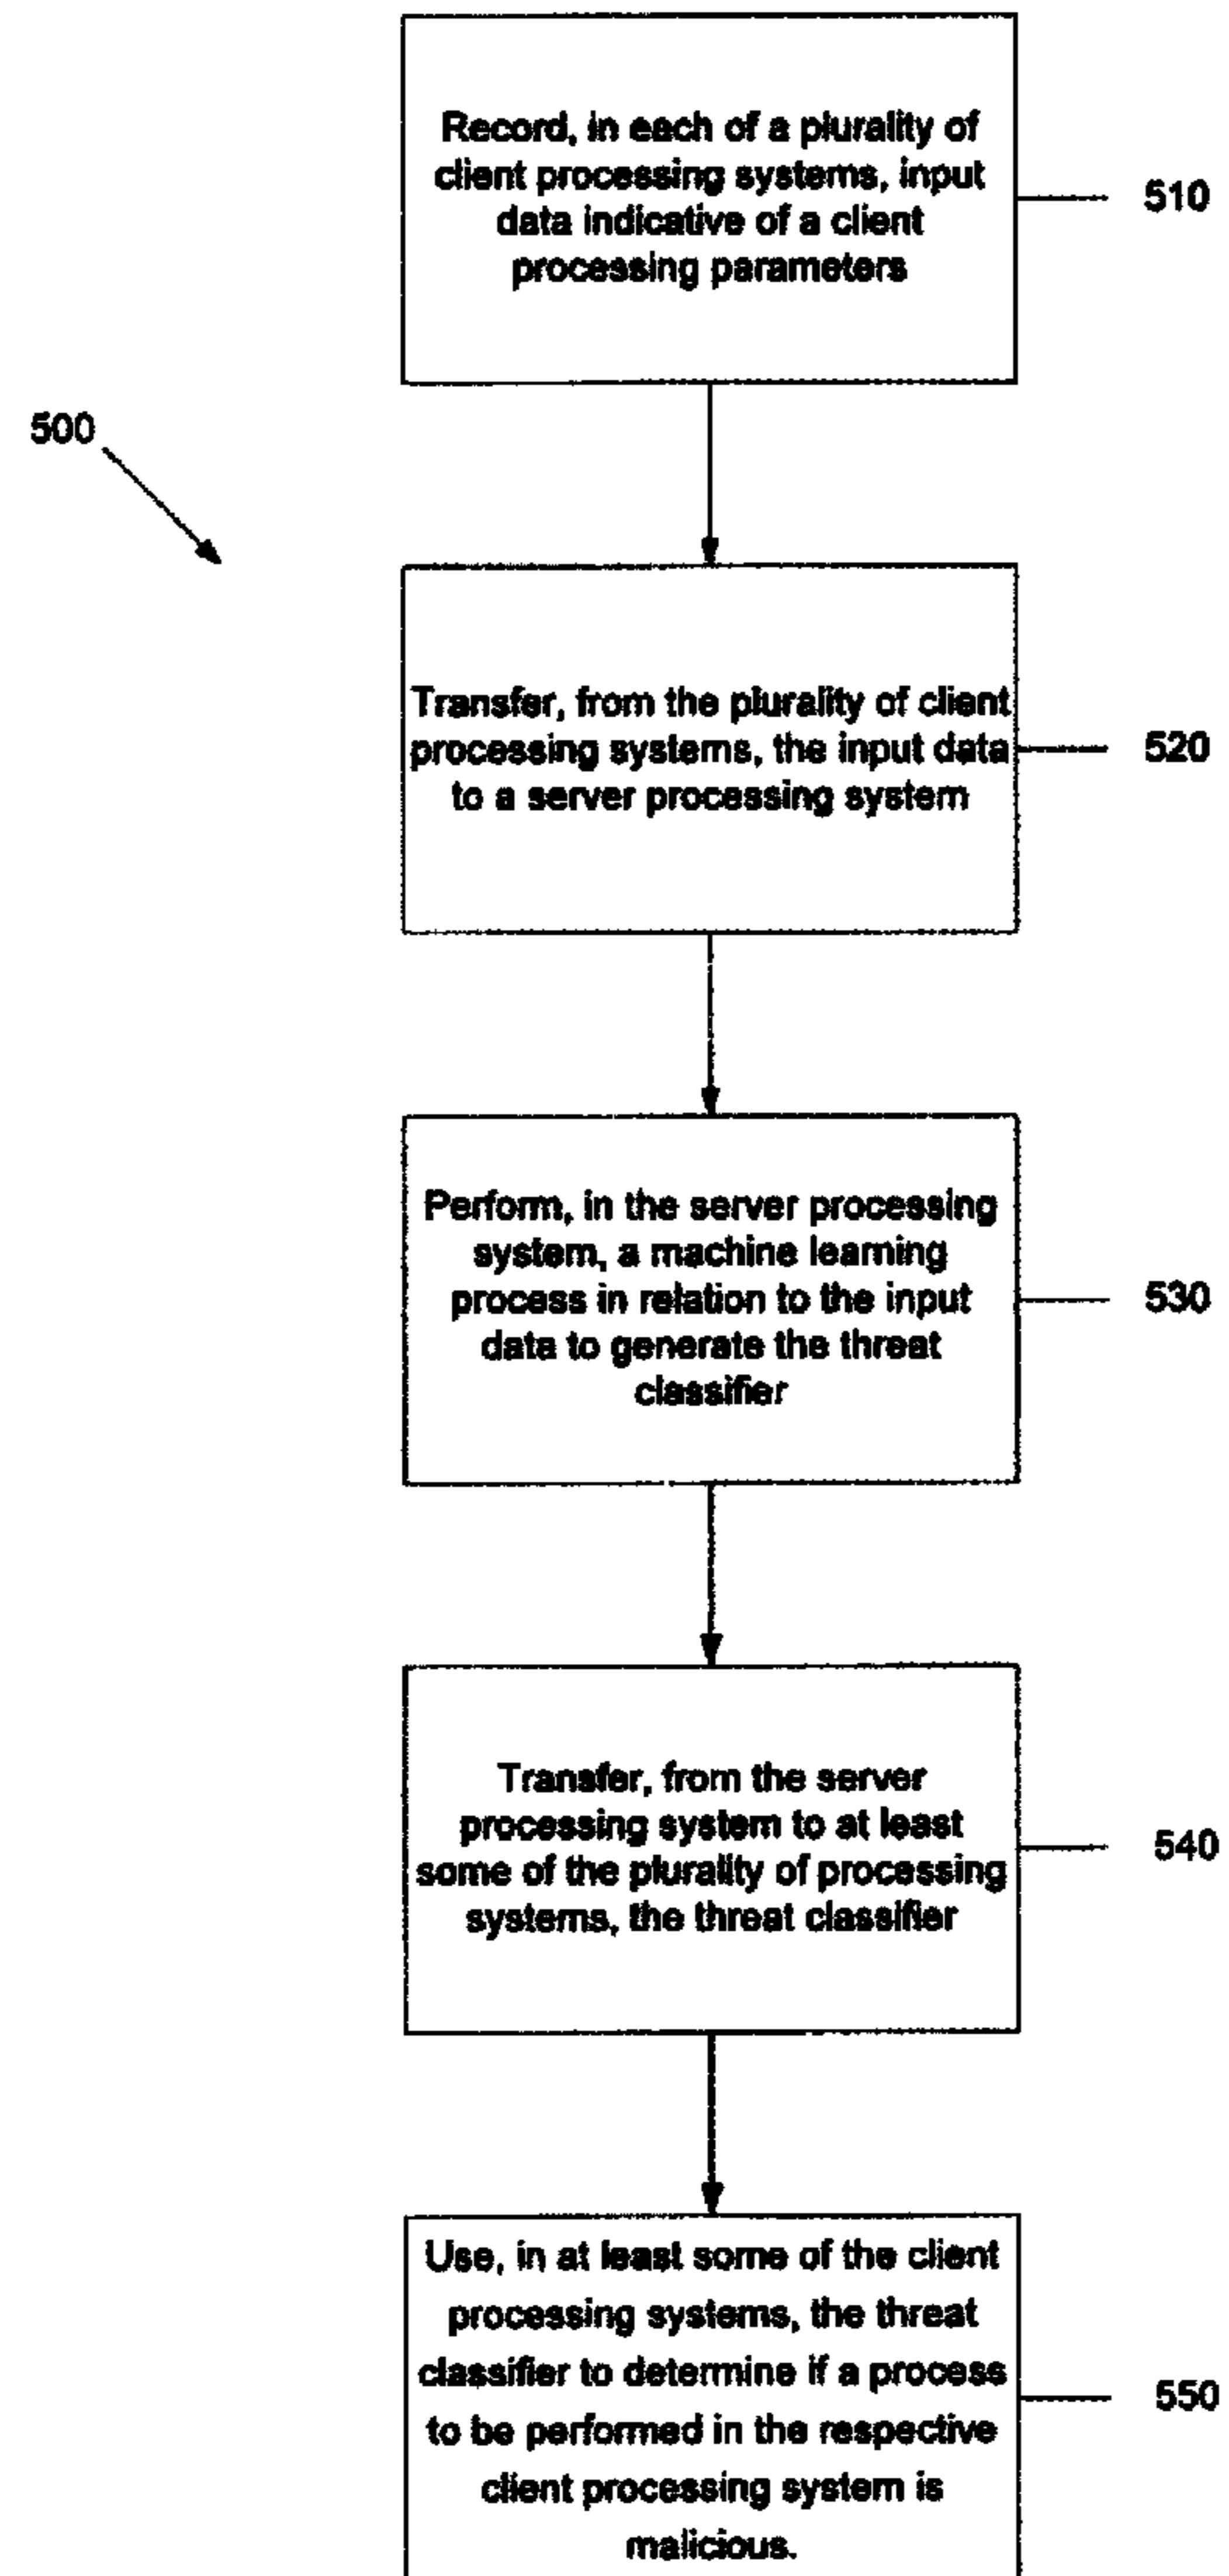 Record, in each of a plurality of
client processing systems, input
data indicative of a client
processing parameters
510
500
Transfer, from the plurality of client
processing systems, the input data
to a server processing system
520
Perform, in the server processing
system, a machine learning
process in relation to the input
data to generate the threat
classifier
530
Transfer, from the server
processing system to at least
some of the plurality of processing
systems, the threat classifier
540
Use, in at least some of the client
processing systems, the threat
classifier to determine if a process
to be performed in the respective
client processing system is
malicious.
550